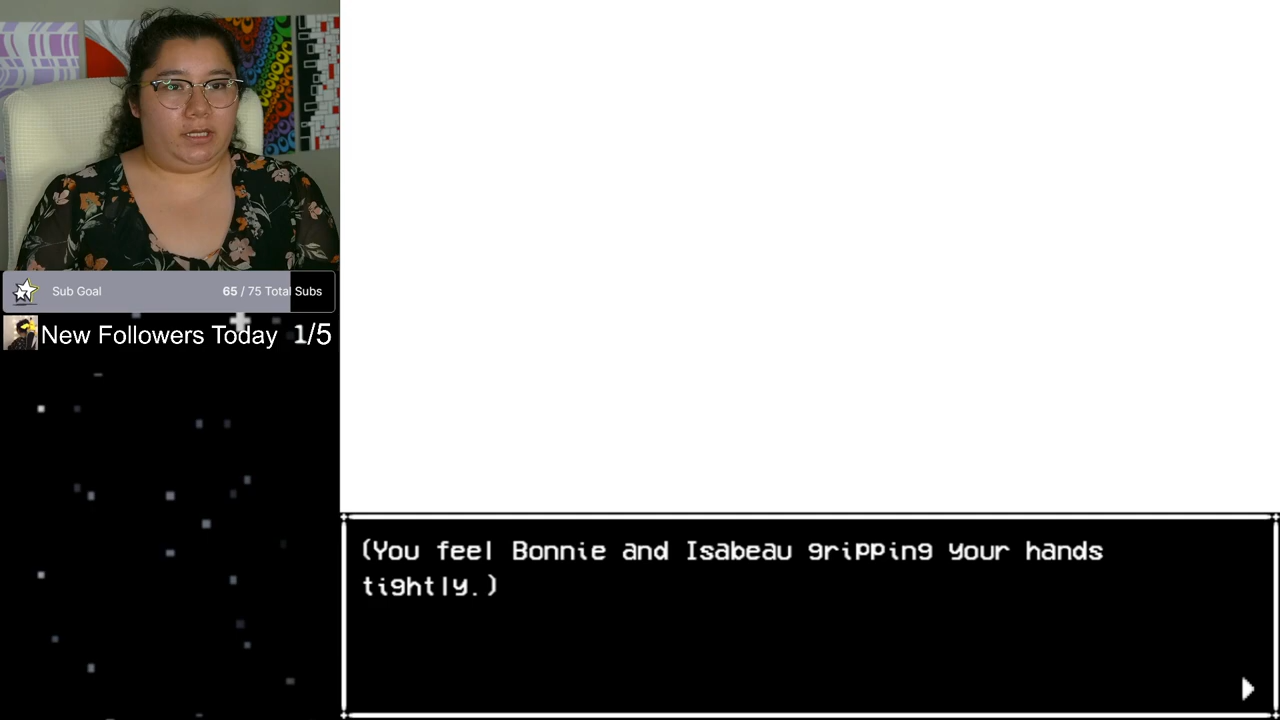 Sub Goal 65 / 75 Total Subs
New Followers Today 1/5
(You feel Bonnie and Isabeau gripping your hands
tightly.)